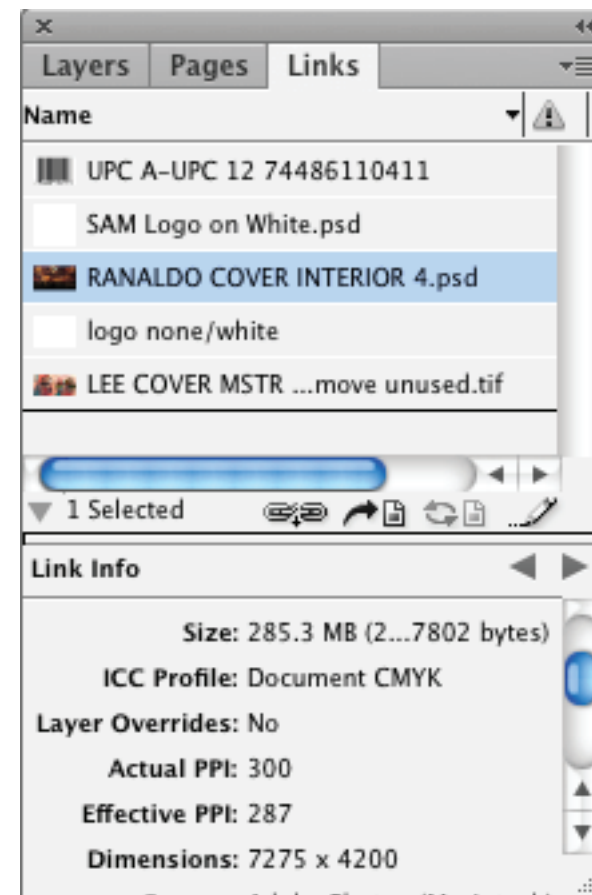 Layers Pages Links
Name
UPC A-UPC 12 74486110411
SAM Logo on White.psd
RANALDO COVER INTERIOR 4.psd
logo none/white
LEE COVER MSTR ...move unused.tif
1 Selected
Link Info
Size: 285.3 MB (2...7802 bytes)
ICC Profile: Document CMYK
Layer Overrides: No
Actual PPI: 300
Effective PPI: 287
Dimensions: 7275 x 4200